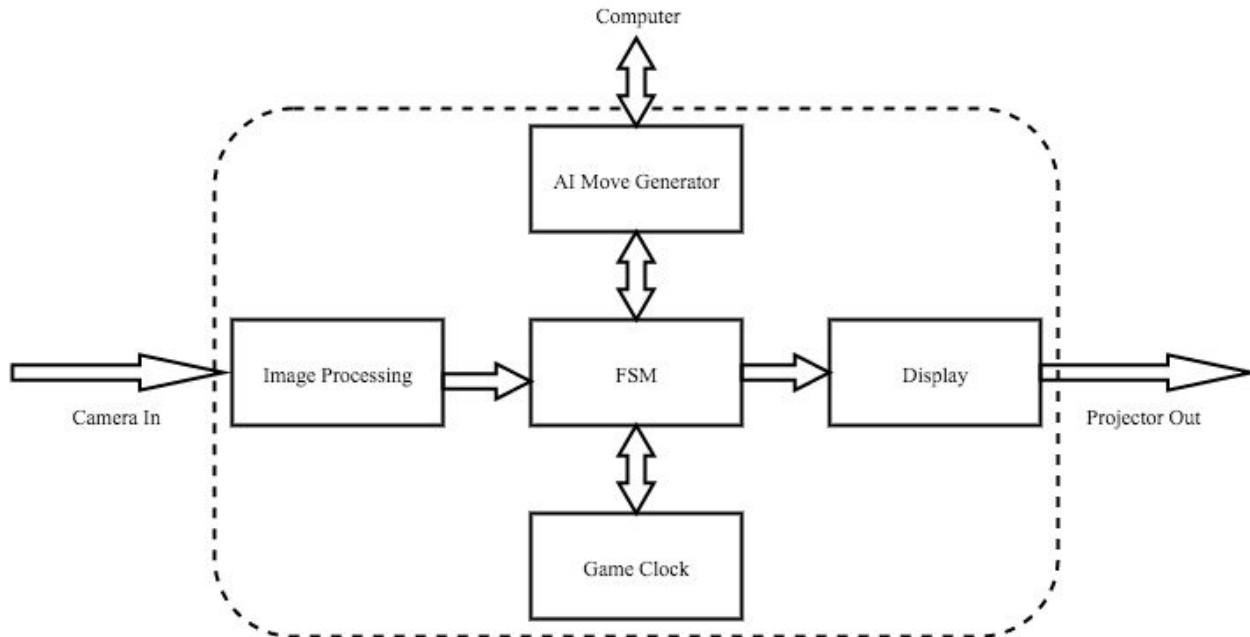 Computer
AI Move Generator
Image Processing
FSM
Display
Camera In
Projector Out
Game Clock